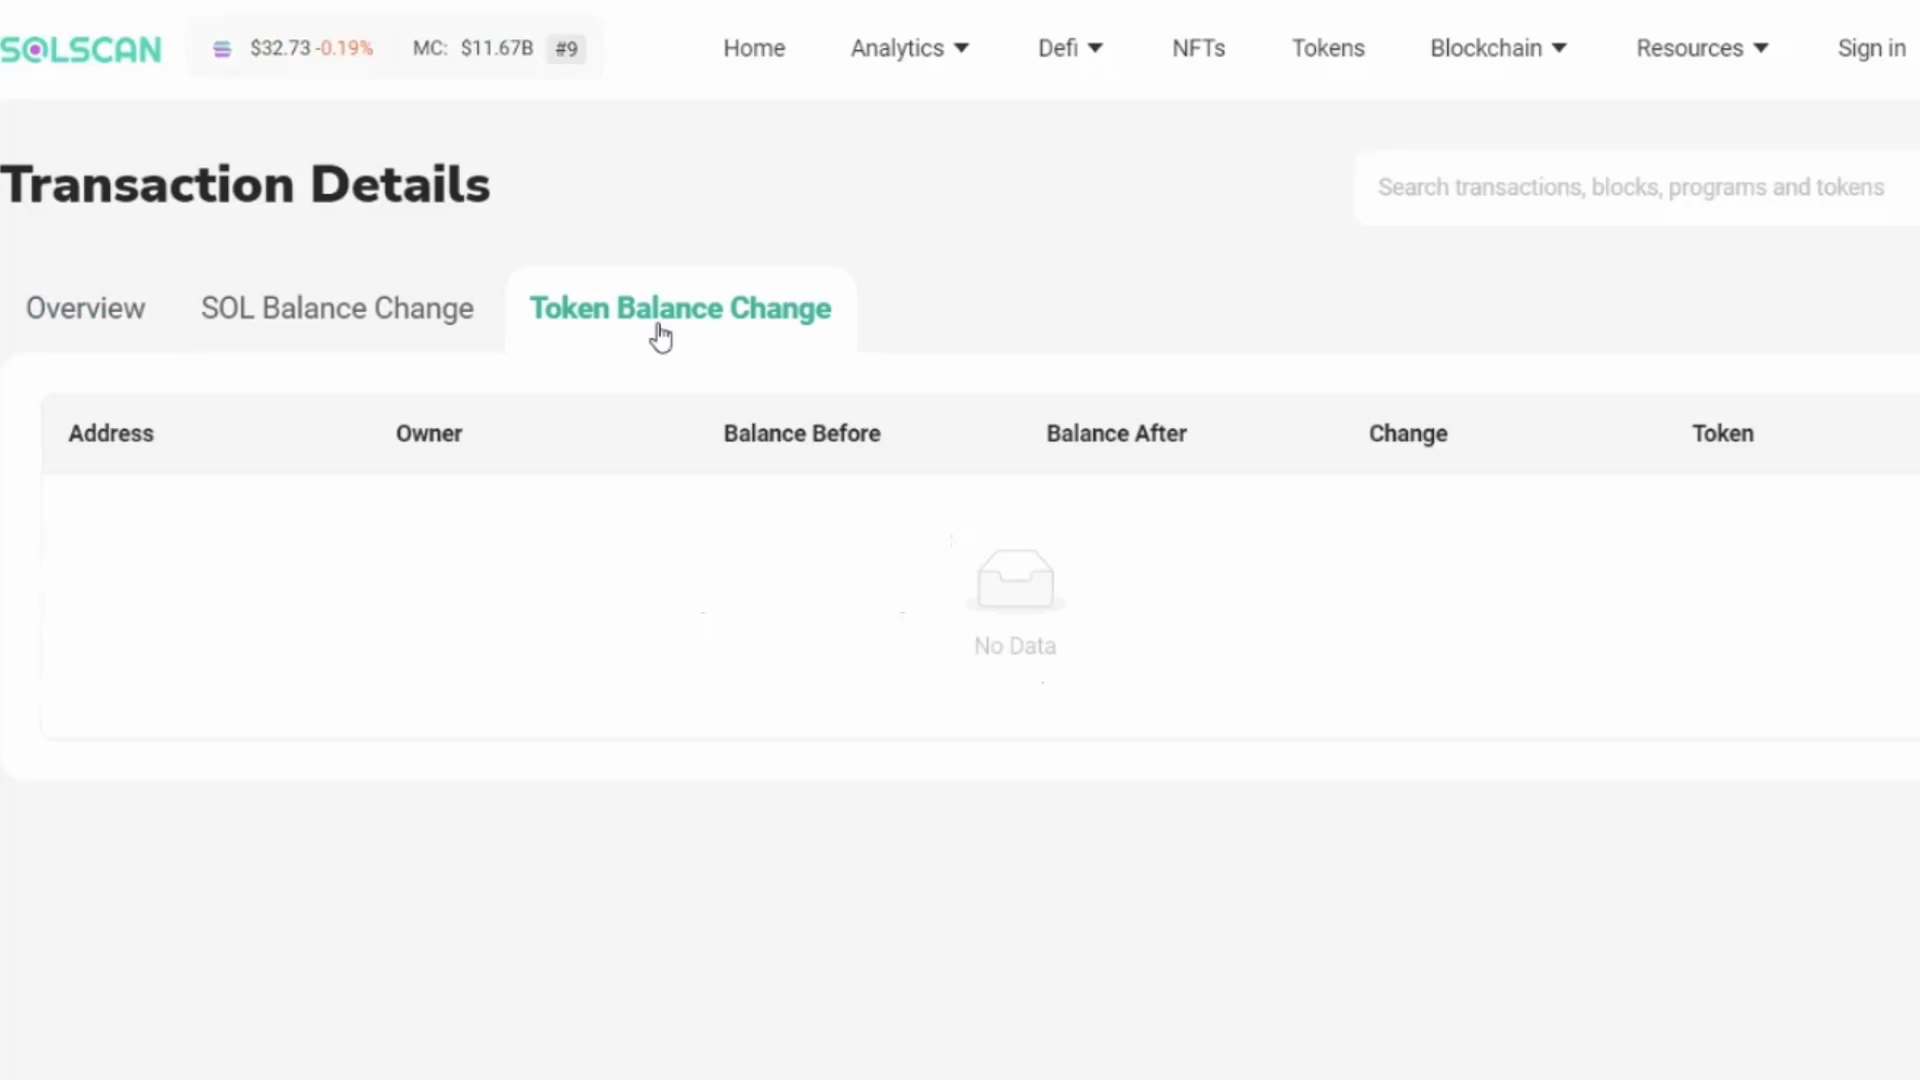 SOLSCAN $32.73 -0.19% MC: $11.67B #9 Home Analytics Defi NFTs Tokens Blockchain Resources Sign in
Transaction Details
Search transactions, blocks, programs and tokens
Overview SOL Balance Change Token Balance Change
Address Owner Balance Before Balance After Change Token
No Data